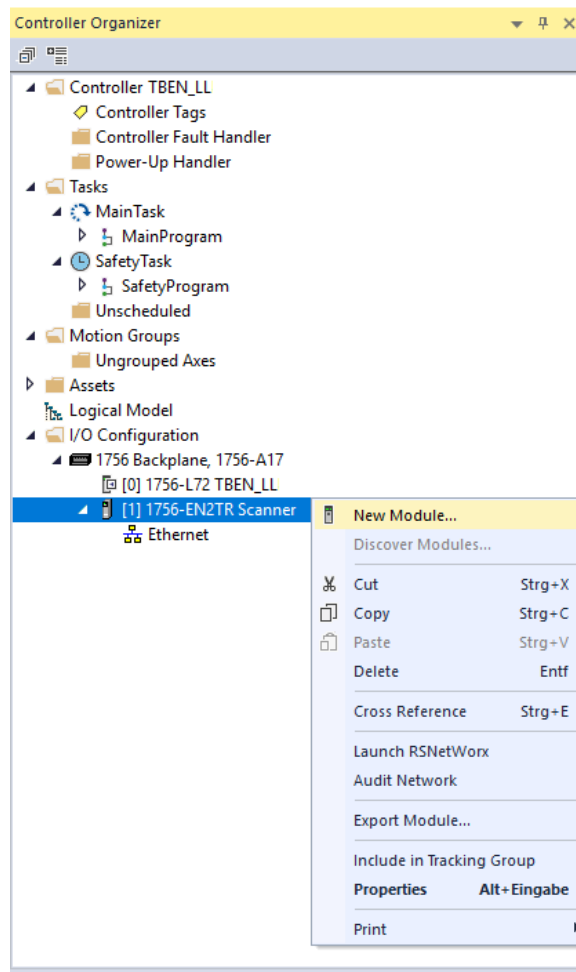 Controller Organizer
Controller TBEN_LL
Controller Tags
Controller Fault Handler
Power-Up Handler
Tasks
MainTask
MainProgram
SafetyTask
SafetyProgram
Unscheduled
Motion Groups
Ungrouped Axes
Assets
Logical Model
I/O Configuration
1756 Backplane, 1756-A17
[0] 1756-L72 TBEN_LL
[1] 1756-EN2TR Scanner
Ethernet
New Module...
Discover Modules...
Cut Strg+X
Copy Strg+C
Paste Strg+V
Delete Entf
Cross Reference Strg+E
Launch RSNetWorx
Audit Network
Export Module...
Include in Tracking Group
Properties Alt+Eingabe
Print